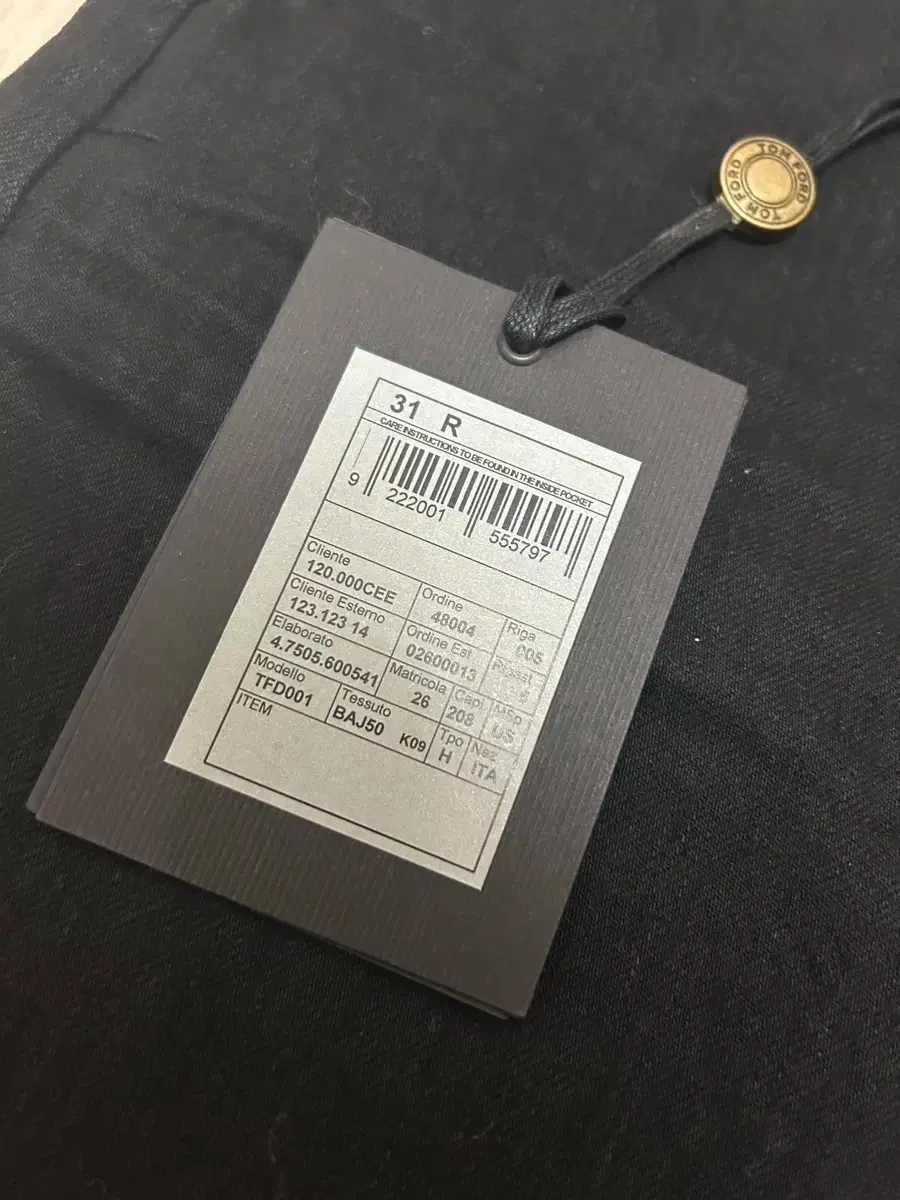 TOM FORD TOM FORD
31 R
CARE INSTRUCTIONS TO BE FOUND IN THE INSIDE POCKET
9 222001 555797
Cliente Ordine Riga
120.000CEE 48004 005
Cliente Esterno Ordine Est
123.123 14 02600013
Elaborato Matricola Capi
4.7505.600541 26 208 US
Modello Tessuto Tpo Naz
TFD001 BAJ50 K09 H ITA
ITEM